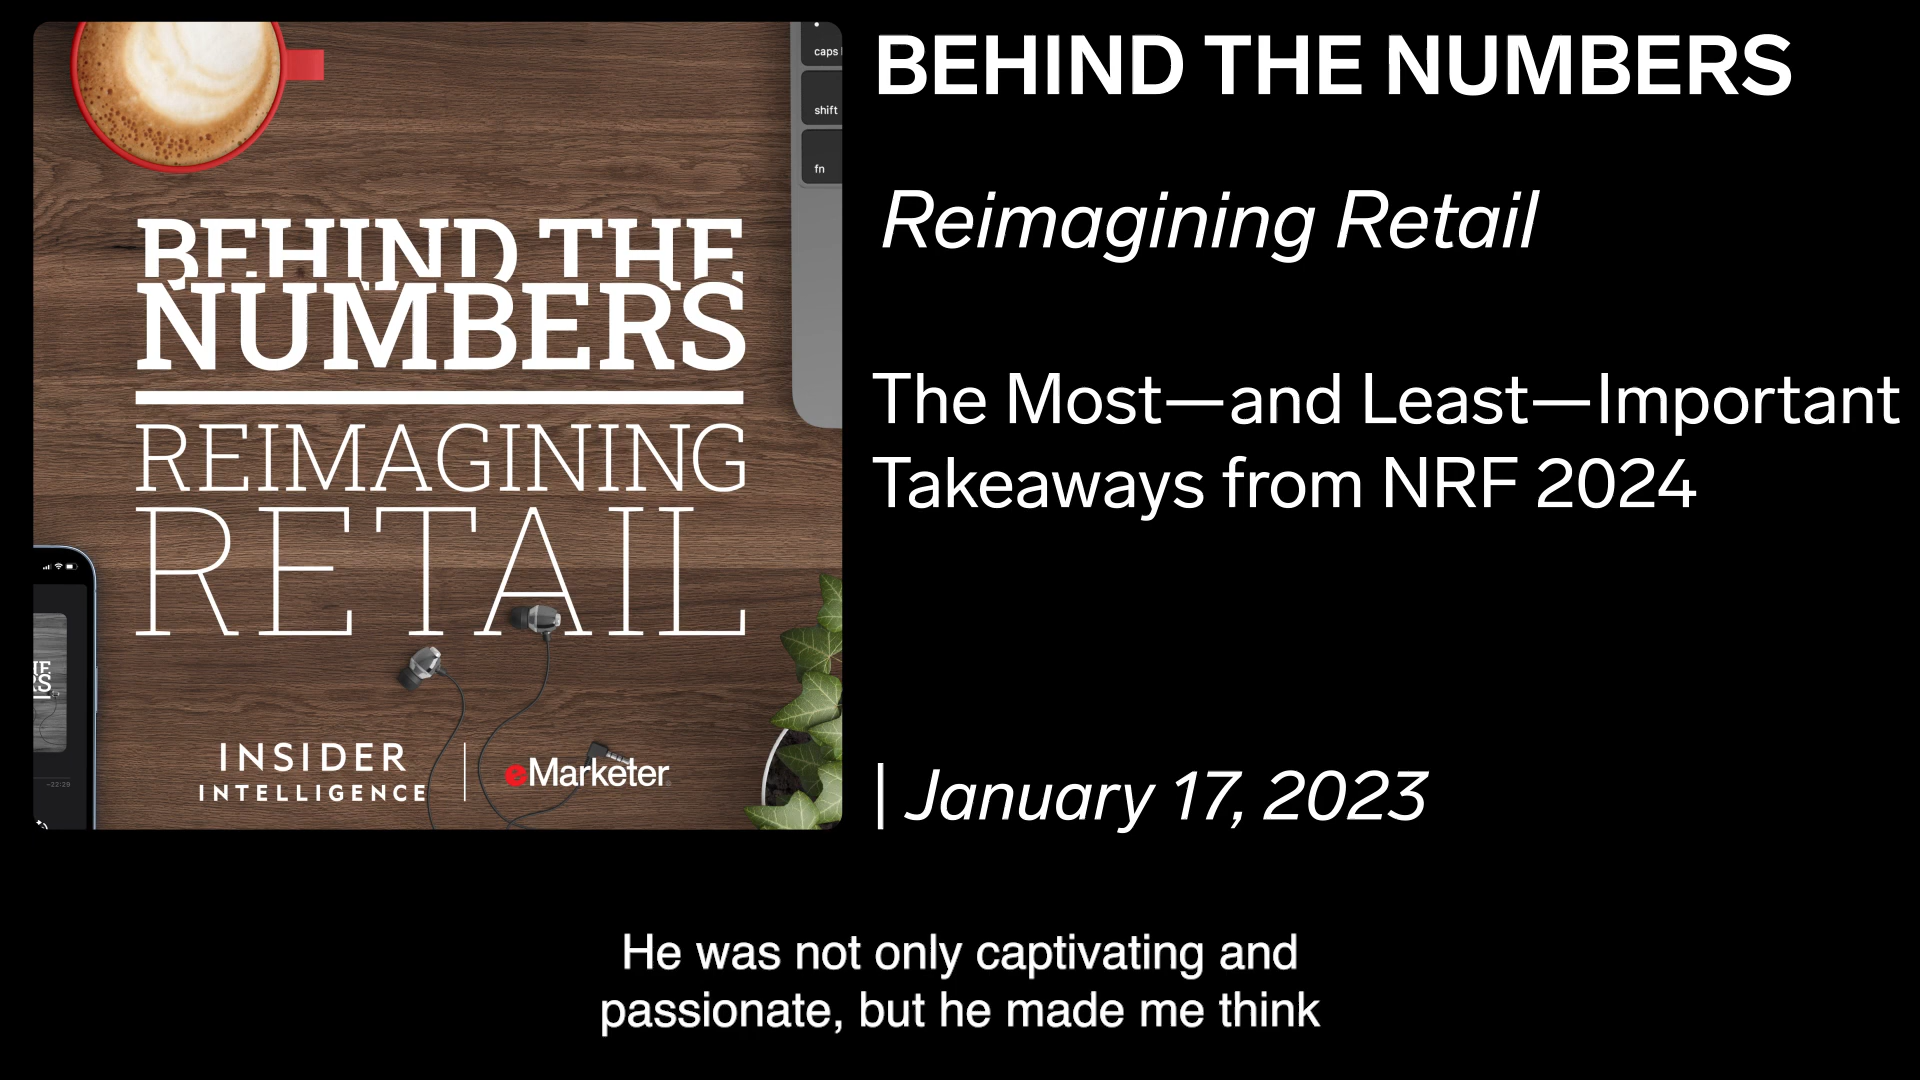 caps
shift
fn
BEHIND THE
NUMBERS
REIMAGINING
RETAIL
INSIDER
INTELLIGENCE
eMarketer
-22:29
BEHIND THE NUMBERS
Reimagining Retail
The Most—and Least—Important
Takeaways from NRF 2024
| January 17, 2023
He was not only captivating and
passionate, but he made me think